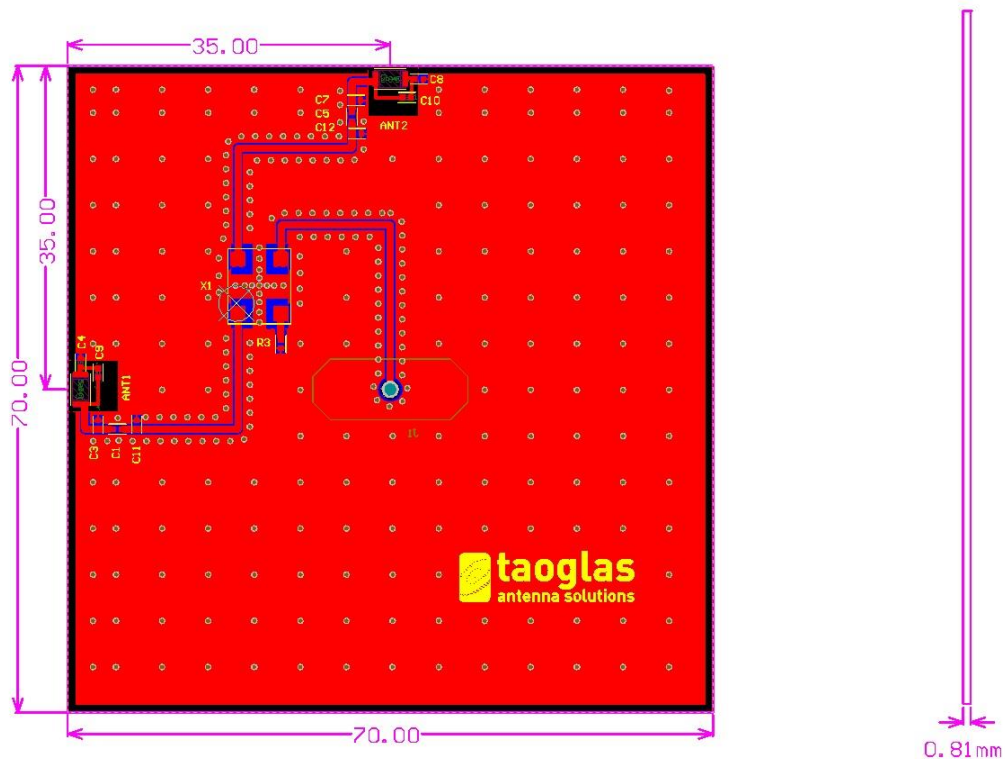 35.00
C8
C7
C10
C5
C12
ANT2
35.00
X1
R3
C4
C9
ANT1
70.00
J1
C3
C1
C11
taoglas
antenna solutions
70.00
0.81mm